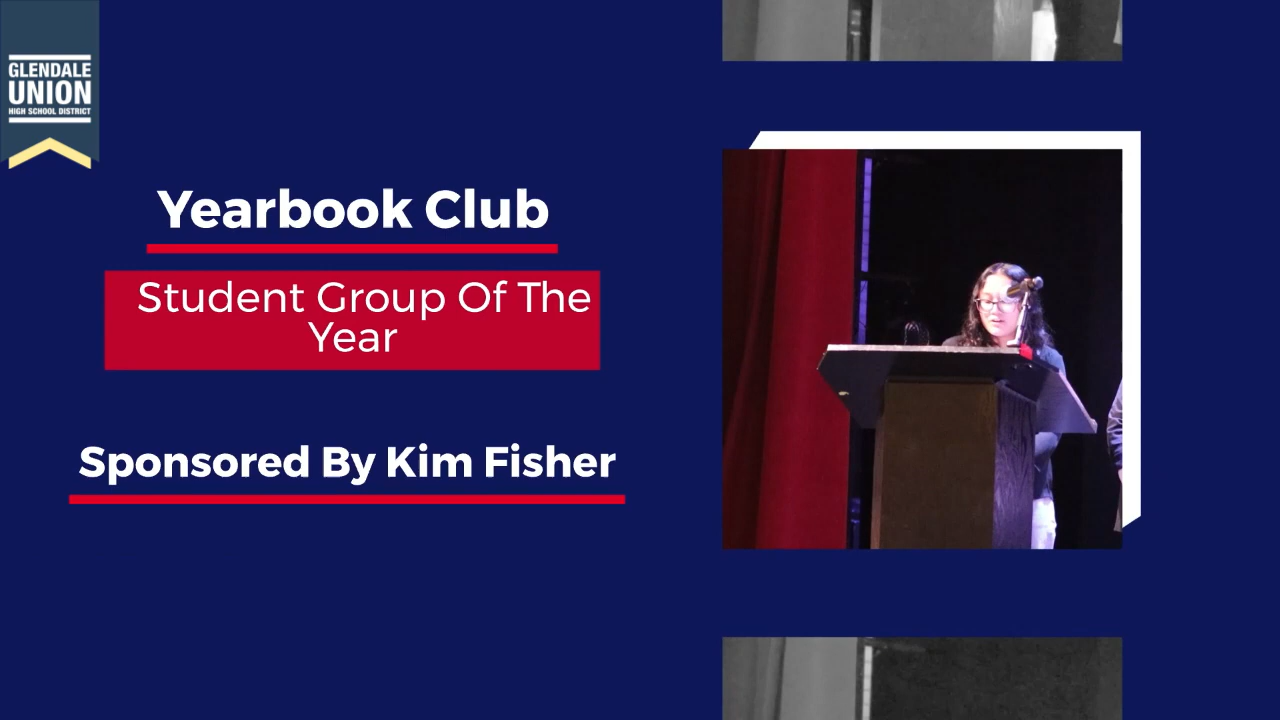 GLENDALE
UNION
HIGH SCHOOL DISTRICT
Yearbook Club
Student Group Of The
Year
Sponsored By Kim Fisher